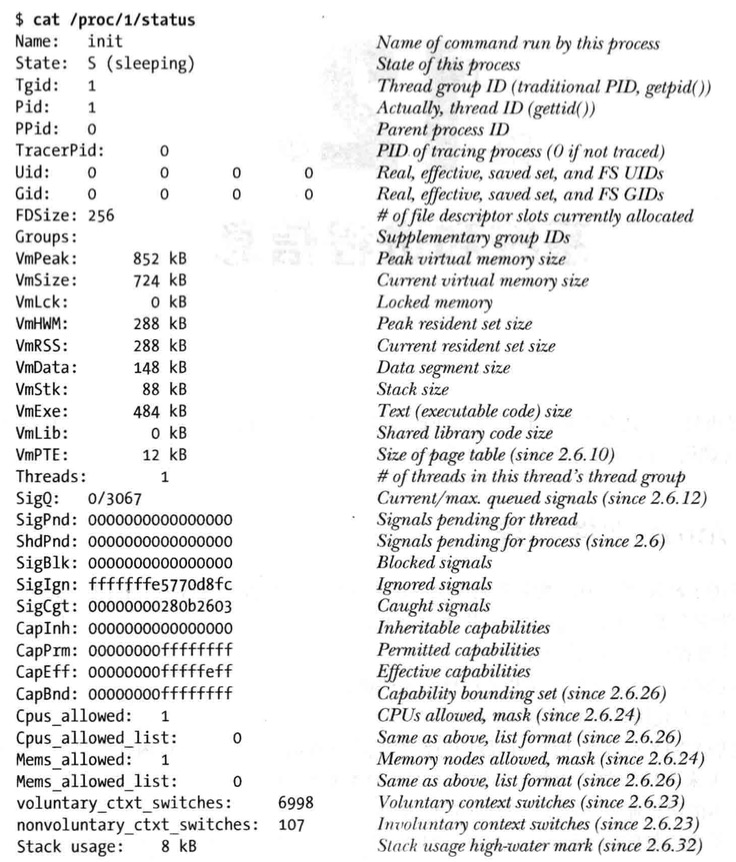 $ cat /proc/1/status
Name: init Name of command run by this process
State: S (sleeping) State of this process
Tgid: 1 Thread group ID (traditional PID, getpid())
Pid: 1 Actually, thread ID (gettid())
PPid: 0 Parent process ID
TracerPid: 0 PID of tracing process (0 if not traced)
Uid: 0 0 0 0 Real, effective, saved set, and FS UIDs
Gid: 0 0 0 0 Real, effective, saved set, and FS GIDs
FDSize: 256 # of file descriptor slots currently allocated
Groups: Supplementary group IDs
VmPeak: 852 kB Peak virtual memory size
VmSize: 724 kB Current virtual memory size
VmLck: 0 kB Locked memory
VmHWM: 288 kB Peak resident set size
VmRSS: 288 kB Current resident set size
VmData: 148 kB Data segment size
VmStk: 88 kB Stack size
VmExe: 484 kB Text (executable code) size
VmLib: 0 kB Shared library code size
VmPTE: 12 kB Size of page table (since 2.6.10)
Threads: 1 # of threads in this thread's thread group
SigQ: 0/3067 Current/max. queued signals (since 2.6.12)
SigPnd: 0000000000000000 Signals pending for thread
ShdPnd: 0000000000000000 Signals pending for process (since 2.6)
SigBlk: 0000000000000000 Blocked signals
SigIgn: fffffffe5770d8fc Ignored signals
SigCgt: 00000000280b2603 Caught signals
CapInh: 0000000000000000 Inheritable capabilities
CapPrm: 00000000ffffffff Permitted capabilities
CapEff: 00000000fffffeff Effective capabilities
CapBnd: 00000000ffffffff Capability bounding set (since 2.6.26)
Cpus_allowed: 1 CPUs allowed, mask (since 2.6.24)
Cpus_allowed_list: 0 Same as above, list format (since 2.6.26)
Mems_allowed: 1 Memory nodes allowed, mask (since 2.6.24)
Mems_allowed_list: 0 Same as above, list format (since 2.6.26)
voluntary_ctxt_switches: 6998 Voluntary context switches (since 2.6.23)
nonvoluntary_ctxt_switches: 107 Involuntary context switches (since 2.6.23)
Stack usage: 8 kB Stack usage high-water mark (since 2.6.32)